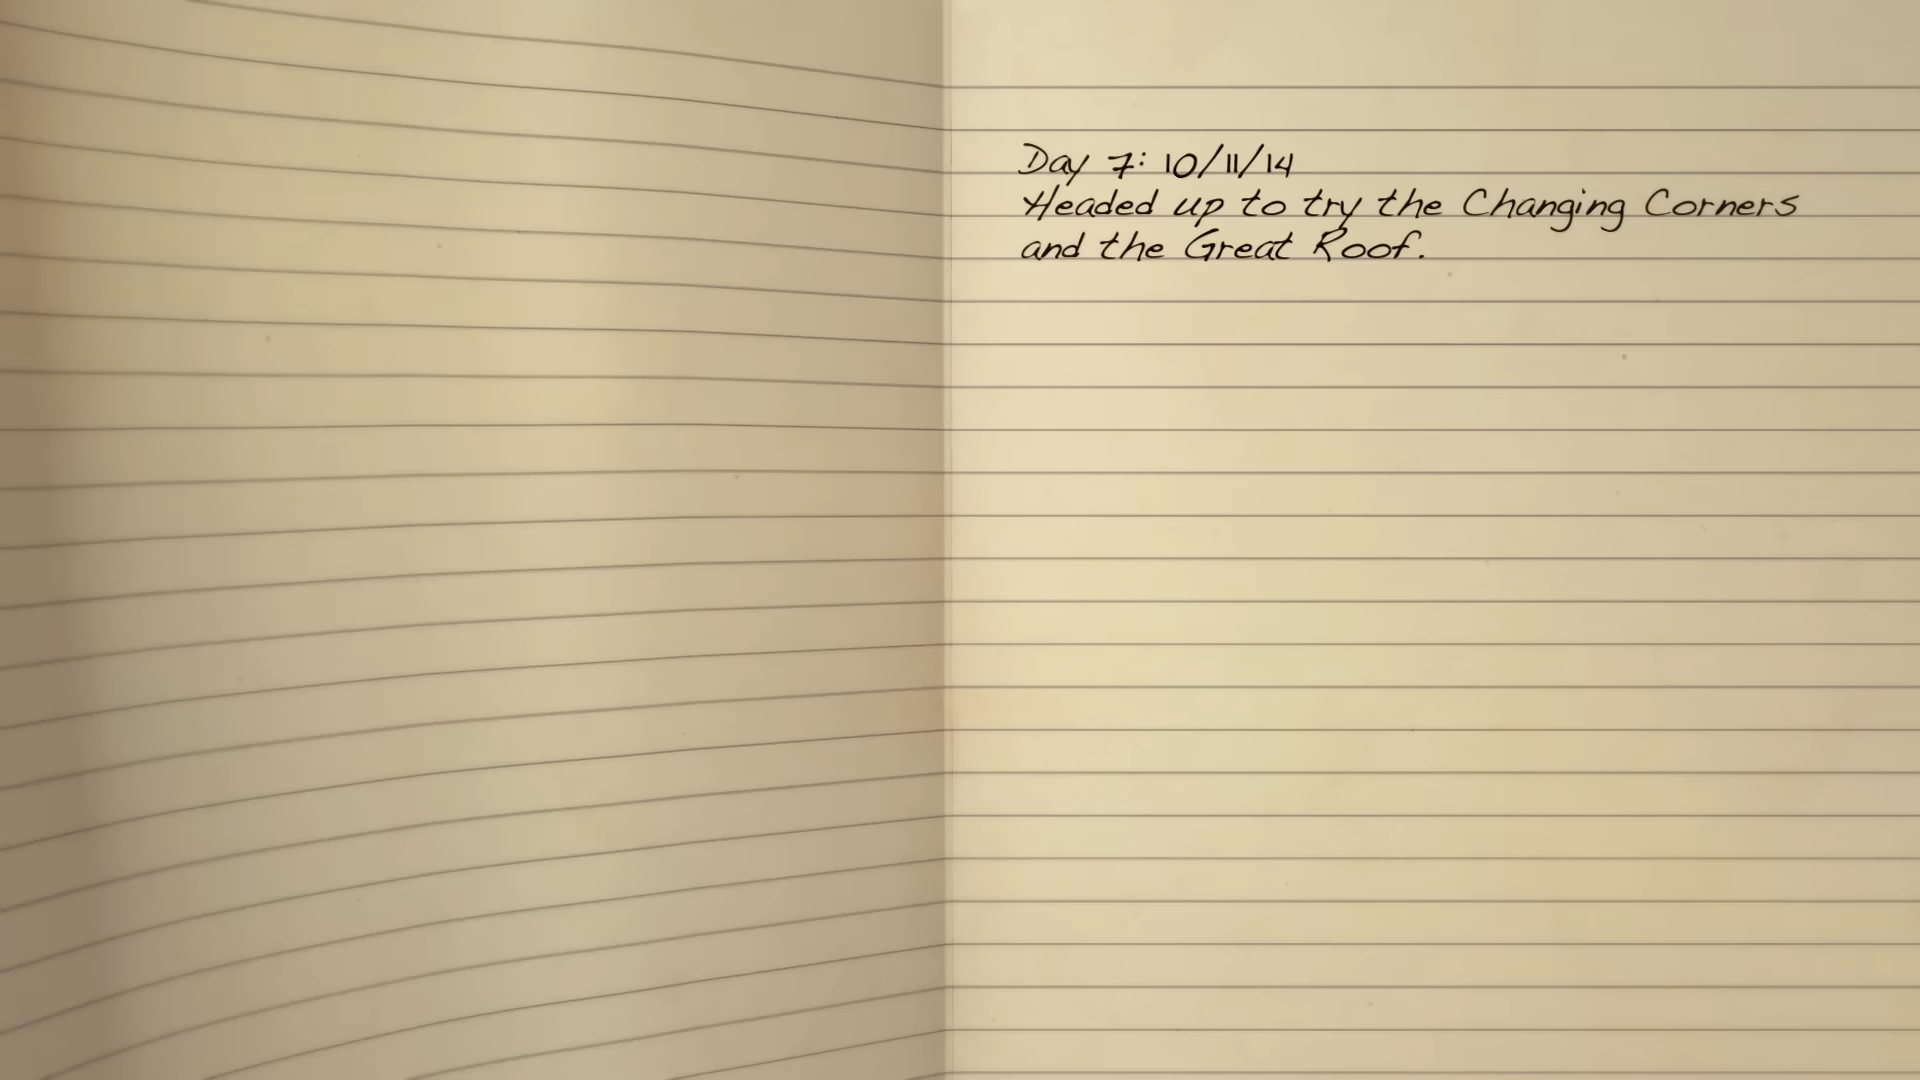 Day 7: 10/11/14
Headed up to try the Changing Corners
and the Great Roof.